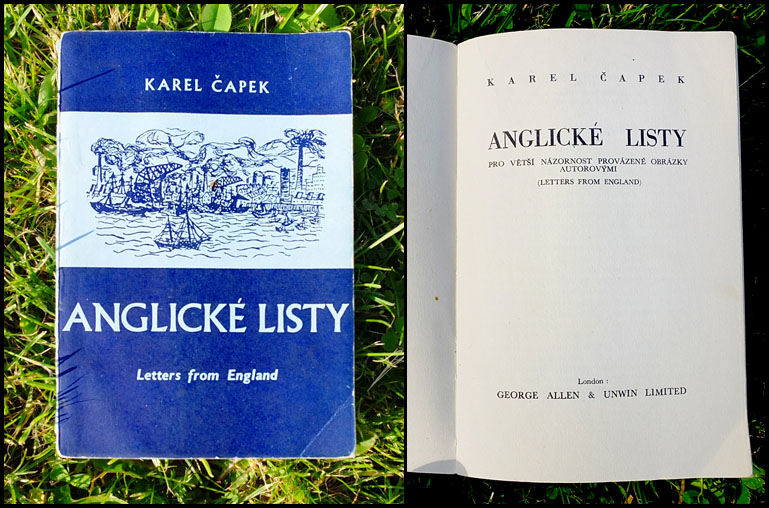 KAREL ČAPEK
ANGLICKÉ LISTY
Letters from England
KAREL ČAPEK
ANGLICKÉ LISTY
PRO VĚTŠÍ NÁZORNOST PROVÁZENÉ OBRÁZKY
AUTOROVÝMI
(LETTERS FROM ENGLAND)
London :
GEORGE ALLEN & UNWIN LIMITED